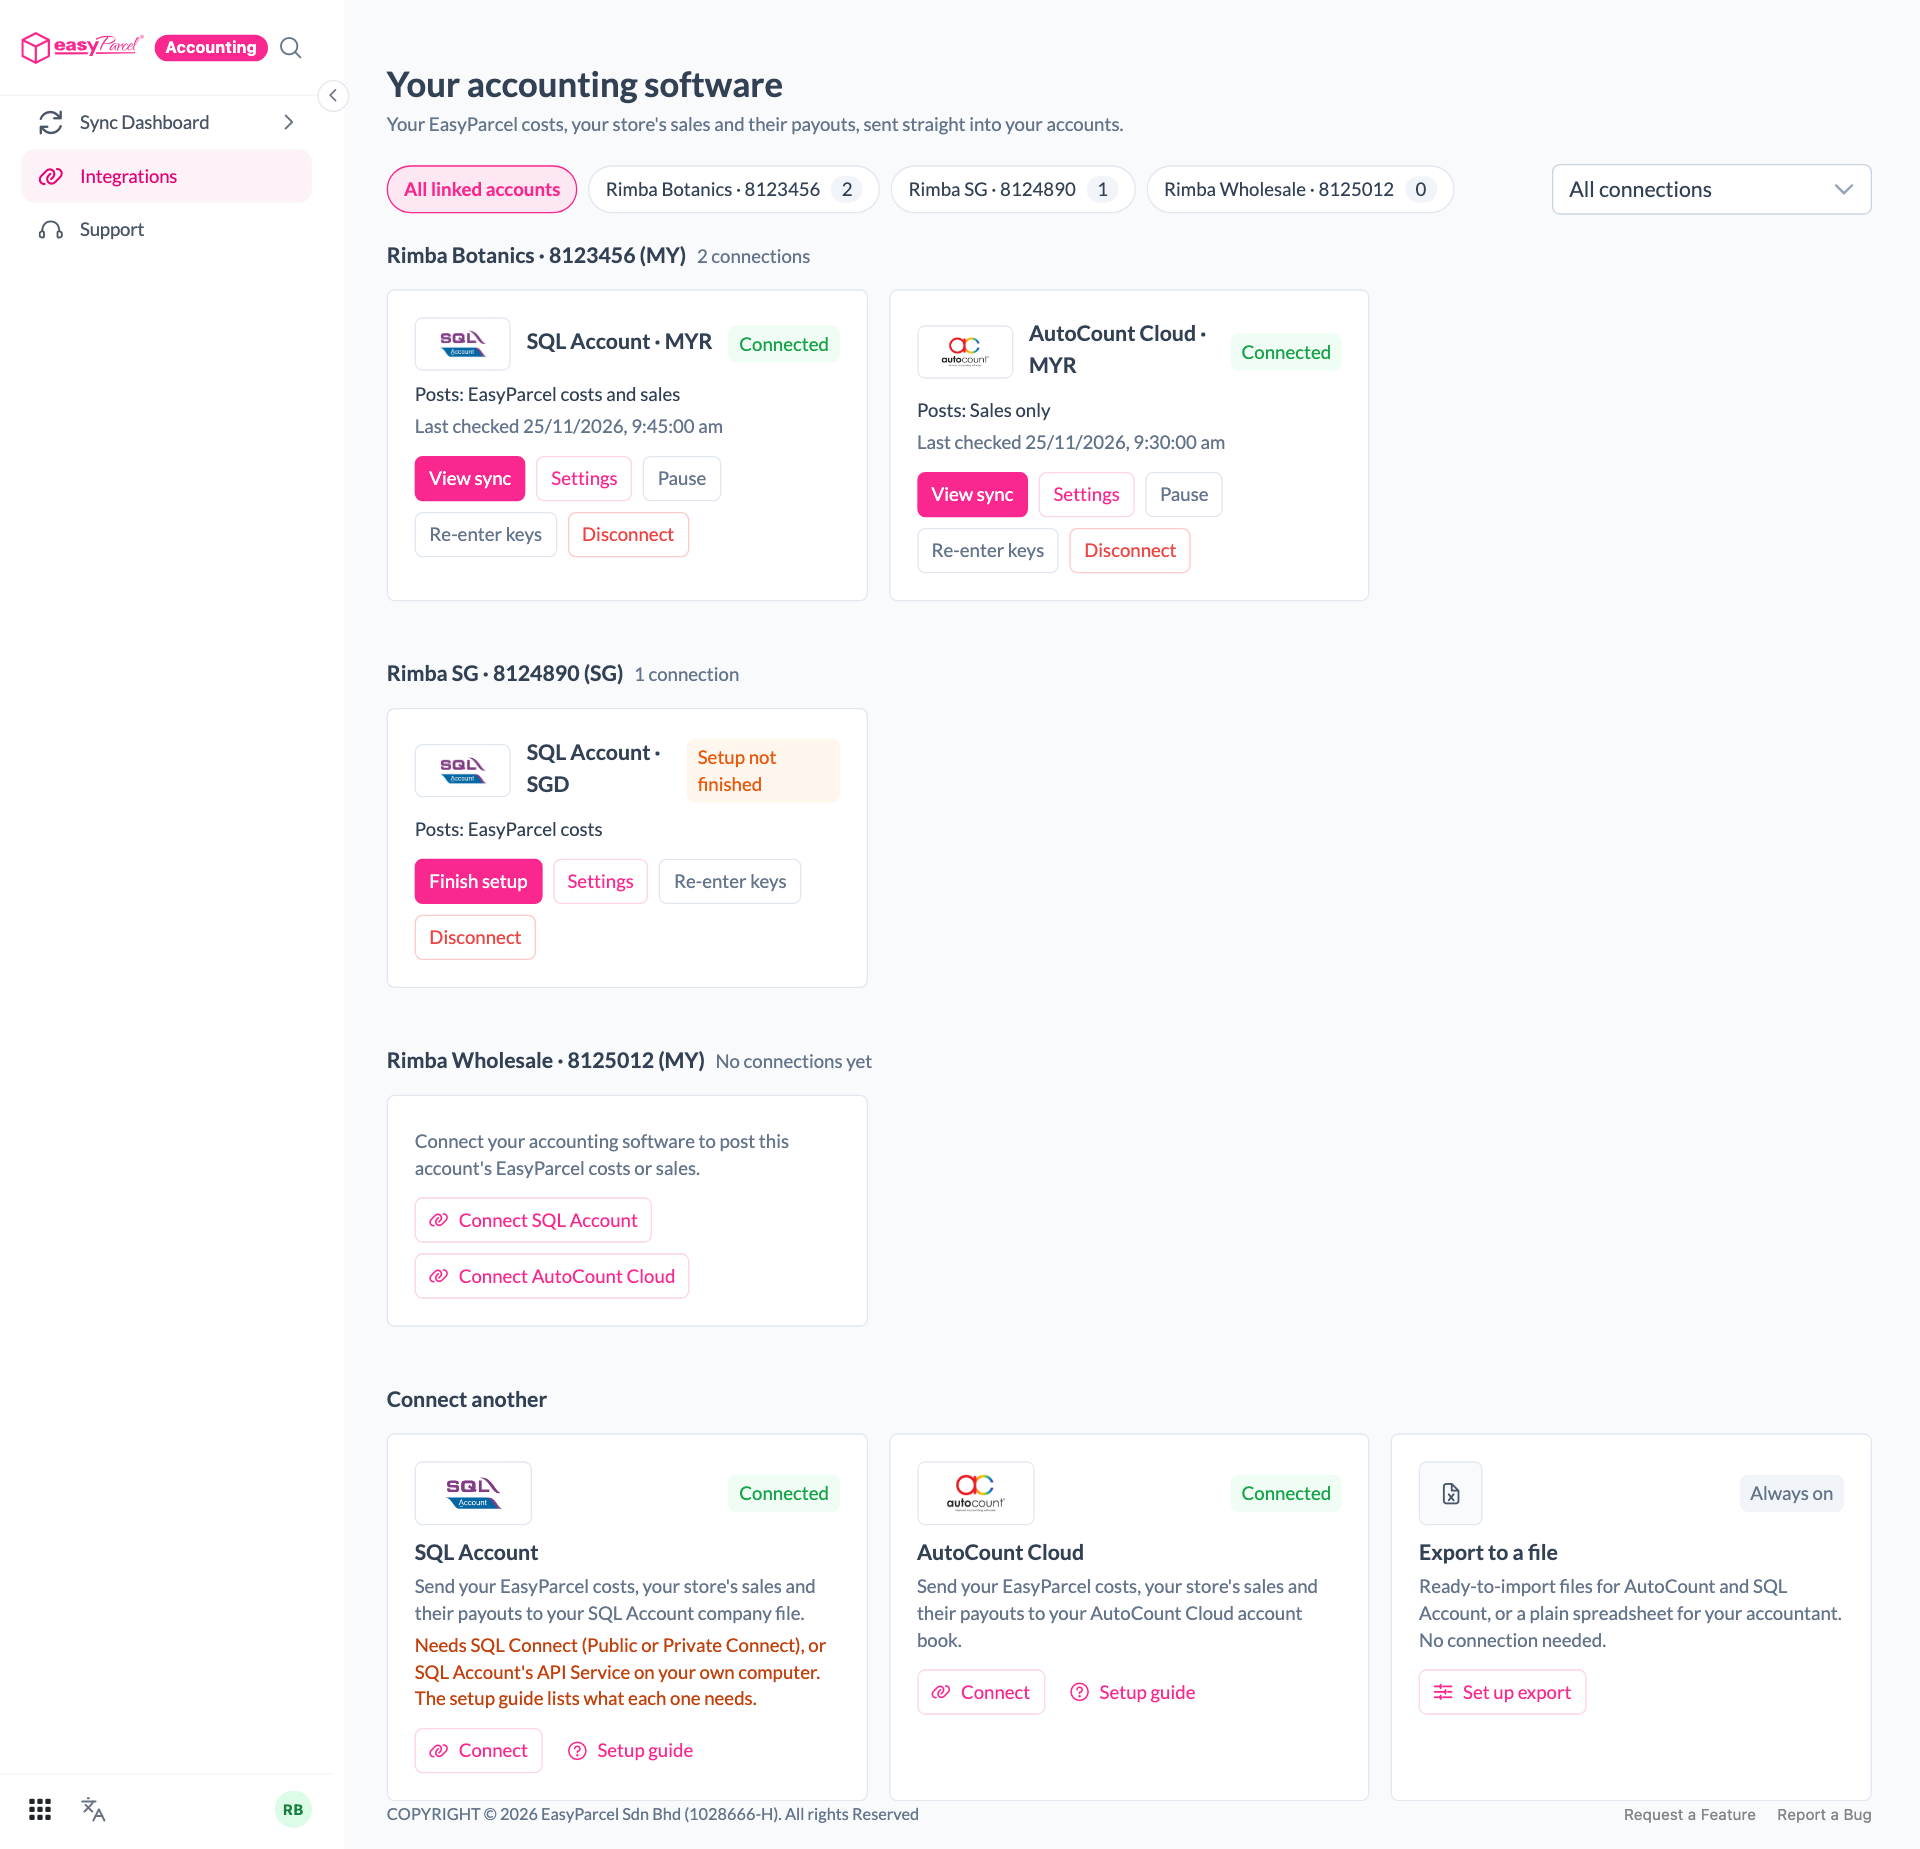 easyParcel Accounting
Sync Dashboard
Integrations
Support
Your accounting software
Your EasyParcel costs, your store's sales and their payouts, sent straight into your accounts.
All linked accounts
Rimba Botanics · 8123456 2
Rimba SG · 8124890 1
Rimba Wholesale · 8125012 0
All connections
Rimba Botanics · 8123456 (MY) 2 connections
SQL Account
SQL Account · MYR
Connected
Posts: EasyParcel costs and sales
Last checked 25/11/2026, 9:45:00 am
View sync
Settings
Pause
Re-enter keys
Disconnect
autocount
AutoCount Cloud ·
MYR
Connected
Posts: Sales only
Last checked 25/11/2026, 9:30:00 am
View sync
Settings
Pause
Re-enter keys
Disconnect
Rimba SG · 8124890 (SG) 1 connection
SQL Account
SQL Account ·
SGD
Setup not
finished
Posts: EasyParcel costs
Finish setup
Settings
Re-enter keys
Disconnect
Rimba Wholesale · 8125012 (MY) No connections yet
Connect your accounting software to post this
account's EasyParcel costs or sales.
Connect SQL Account
Connect AutoCount Cloud
Connect another
SQL Account
Connected
SQL Account
Send your EasyParcel costs, your store's sales and
their payouts to your SQL Account company file.
Needs SQL Connect (Public or Private Connect), or
SQL Account's API Service on your own computer.
The setup guide lists what each one needs.
Connect
Setup guide
autocount
Connected
AutoCount Cloud
Send your EasyParcel costs, your store's sales and
their payouts to your AutoCount Cloud account
book.
Connect
Setup guide
Always on
Export to a file
Ready-to-import files for AutoCount and SQL
Account, or a plain spreadsheet for your accountant.
No connection needed.
Set up export
RB
COPYRIGHT © 2026 EasyParcel Sdn Bhd (1028666-H). All rights Reserved
Request a Feature
Report a Bug